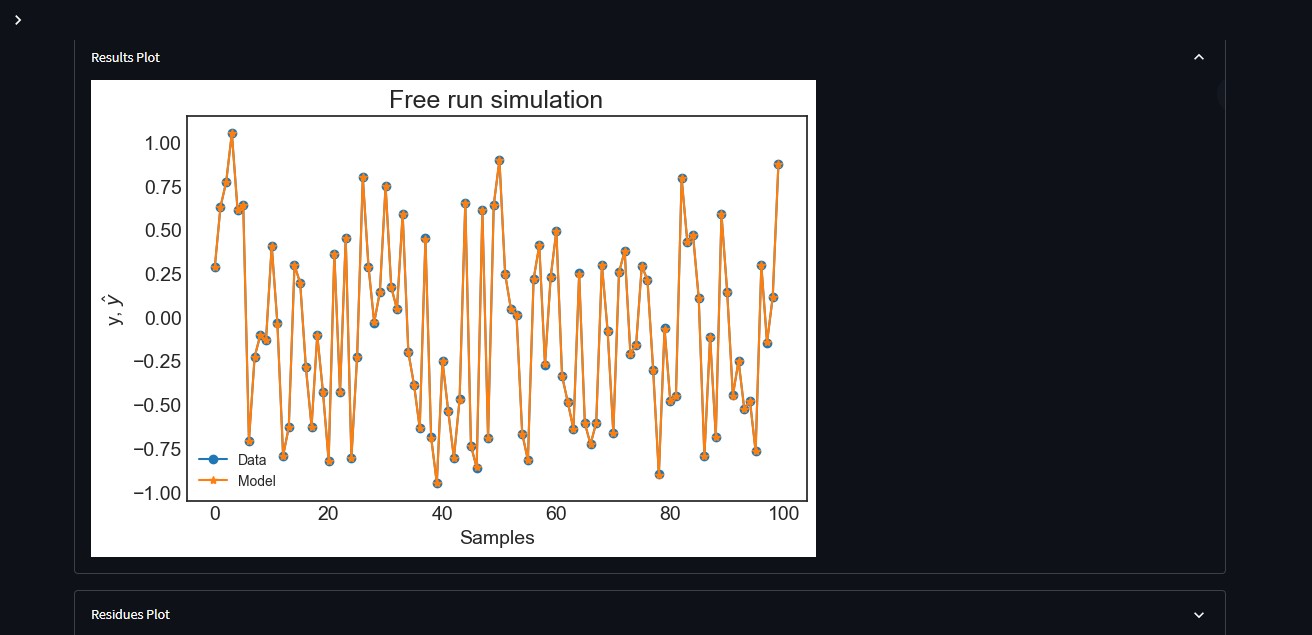 Results Plot
Free run simulation
1.00
0.75
0.50
0.25
0.00
−0.25
−0.50
−0.75
−1.00
y, ŷ
Data
Model
0 20 40 60 80 100
Samples
Residues Plot